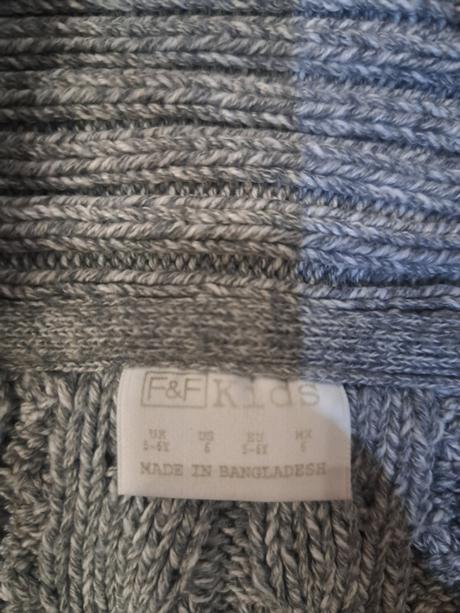 F&F Kids
UK US EU MX
5-6Y 6 5-6Y 6
MADE IN BANGLADESH